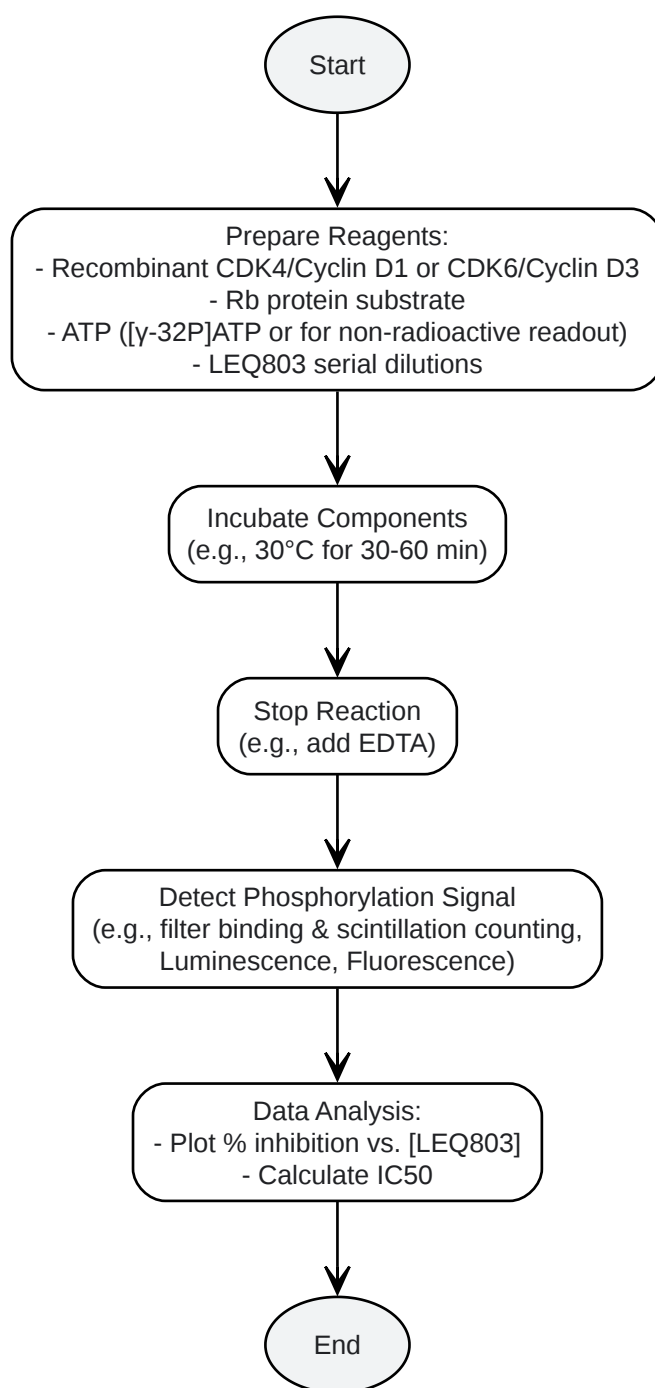 Start
Prepare Reagents:
- Recombinant CDK4/Cyclin D1 or CDK6/Cyclin D3
- Rb protein substrate
- ATP ([γ-32P]ATP or for non-radioactive readout)
- LEQ803 serial dilutions
Incubate Components
(e.g., 30°C for 30-60 min)
Stop Reaction
(e.g., add EDTA)
Detect Phosphorylation Signal
(e.g., filter binding & scintillation counting,
Luminescence, Fluorescence)
Data Analysis:
- Plot % inhibition vs. [LEQ803]
- Calculate IC50
End